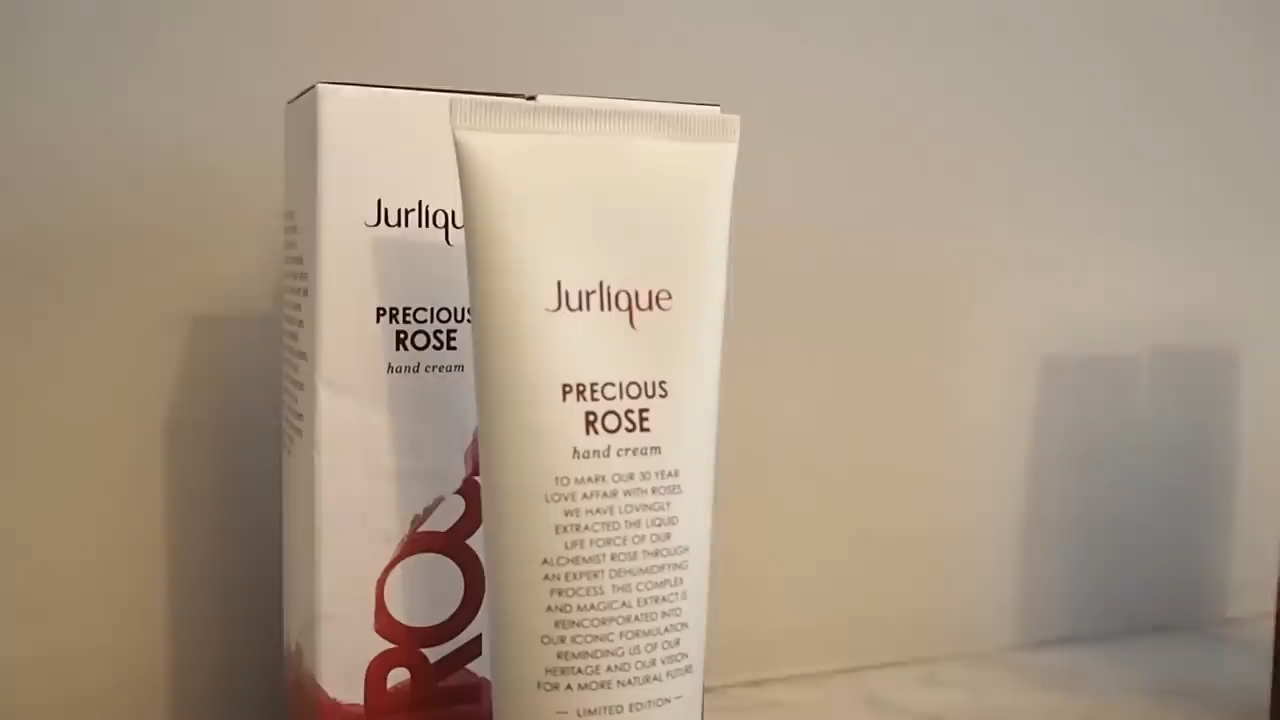 Jurliqu
PRECIOUS
ROSE
hand cream
ROS
Jurlique
PRECIOUS
ROSE
hand cream
TO MARK OUR 30 YEAR
LOVE AFFAIR WITH ROSES,
WE HAVE LOVINGLY
EXTRACTED THE LIQUID
LIFE FORCE OF OUR
ALCHEMIST ROSE THROUGH
AN EXPERT DEHUMIDIFYING
PROCESS. THIS COMPLEX
AND MAGICAL EXTRACT IS
REINCORPORATED INTO
OUR ICONIC FORMULATION,
REMINDING US OF OUR
HERITAGE AND OUR VISION
FOR A MORE NATURAL FUTURE.
— LIMITED EDITION —